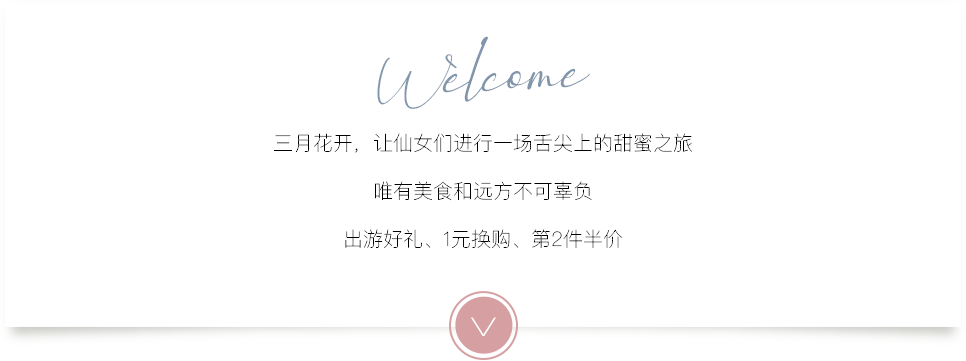 Welcome
三月花开，让仙女们进行一场舌尖上的甜蜜之旅
唯有美食和远方不可辜负
出游好礼、1元换购、第2件半价